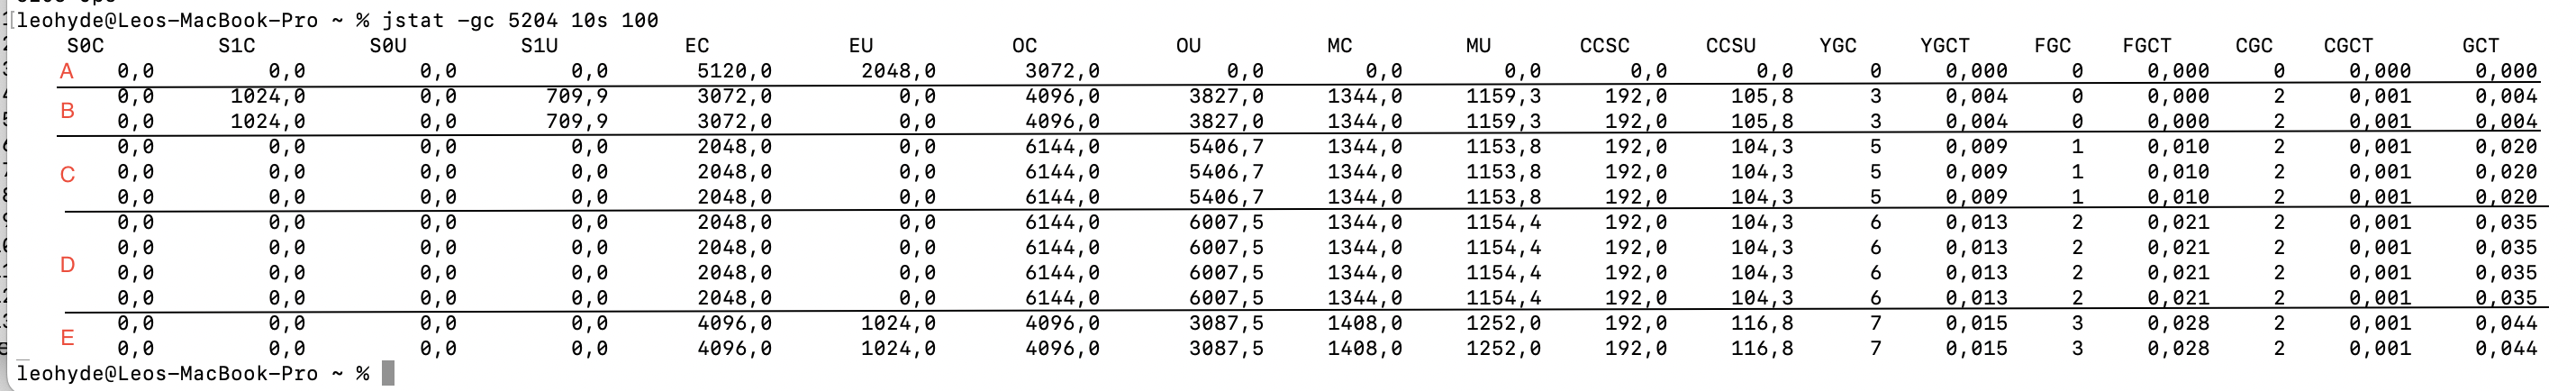 leohyde@Leos-MacBook-Pro ~ % jstat -gc 5204 10s 100
S0C S1C S0U S1U EC EU OC OU MC MU CCSC CCSU YGC YGCT FGC FGCT CGC CGCT GCT
A 0,0 0,0 0,0 0,0 5120,0 2048,0 3072,0 0,0 0,0 0,0 0,0 0,0 0 0,000 0 0,000 0 0,000 0,000
B
0,0 1024,0 0,0 709,9 3072,0 0,0 4096,0 3827,0 1344,0 1159,3 192,0 105,8 3 0,004 0 0,000 2 0,001 0,004
0,0 1024,0 0,0 709,9 3072,0 0,0 4096,0 3827,0 1344,0 1159,3 192,0 105,8 3 0,004 0 0,000 2 0,001 0,004
0,0 0,0 0,0 0,0 2048,0 0,0 6144,0 5406,7 1344,0 1153,8 192,0 104,3 5 0,009 1 0,010 2 0,001 0,020
C 0,0 0,0 0,0 0,0 2048,0 0,0 6144,0 5406,7 1344,0 1153,8 192,0 104,3 5 0,009 1 0,010 2 0,001 0,020
0,0 0,0 0,0 0,0 2048,0 0,0 6144,0 5406,7 1344,0 1153,8 192,0 104,3 5 0,009 1 0,010 2 0,001 0,020
0,0 0,0 0,0 0,0 2048,0 0,0 6144,0 6007,5 1344,0 1154,4 192,0 104,3 6 0,013 2 0,021 2 0,001 0,035
0,0 0,0 0,0 0,0 2048,0 0,0 6144,0 6007,5 1344,0 1154,4 192,0 104,3 6 0,013 2 0,021 2 0,001 0,035
D
0,0 0,0 0,0 0,0 2048,0 0,0 6144,0 6007,5 1344,0 1154,4 192,0 104,3 6 0,013 2 0,021 2 0,001 0,035
0,0 0,0 0,0 0,0 2048,0 0,0 6144,0 6007,5 1344,0 1154,4 192,0 104,3 6 0,013 2 0,021 2 0,001 0,035
E
0,0 0,0 0,0 0,0 4096,0 1024,0 4096,0 3087,5 1408,0 1252,0 192,0 116,8 7 0,015 3 0,028 2 0,001 0,044
0,0 0,0 0,0 0,0 4096,0 1024,0 4096,0 3087,5 1408,0 1252,0 192,0 116,8 7 0,015 3 0,028 2 0,001 0,044
leohyde@Leos-MacBook-Pro ~ %